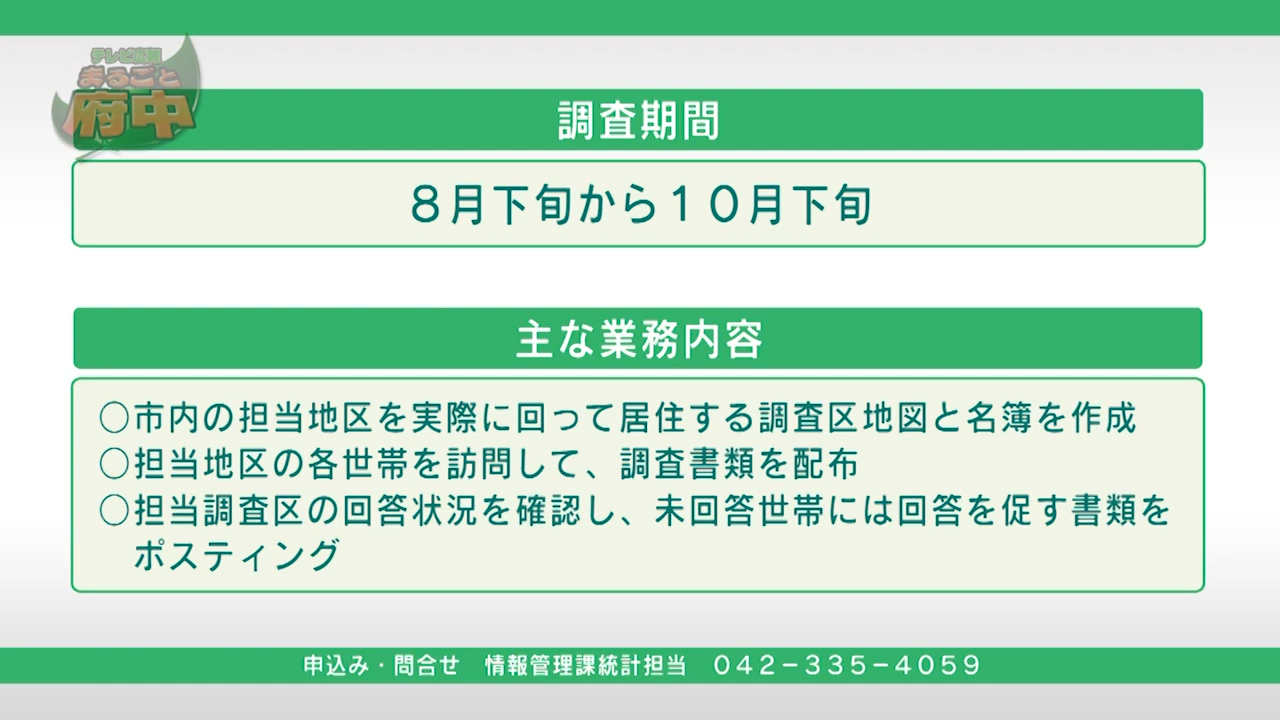 テレビ広報
まるごと
府中
調査期間
８月下旬から１０月下旬
主な業務内容
○市内の担当地区を実際に回って居住する調査区地図と名簿を作成
○担当地区の各世帯を訪問して、調査書類を配布
○担当調査区の回答状況を確認し、未回答世帯には回答を促す書類を
ポスティング
申込み・問合せ　情報管理課統計担当　０４２－３３５－４０５９